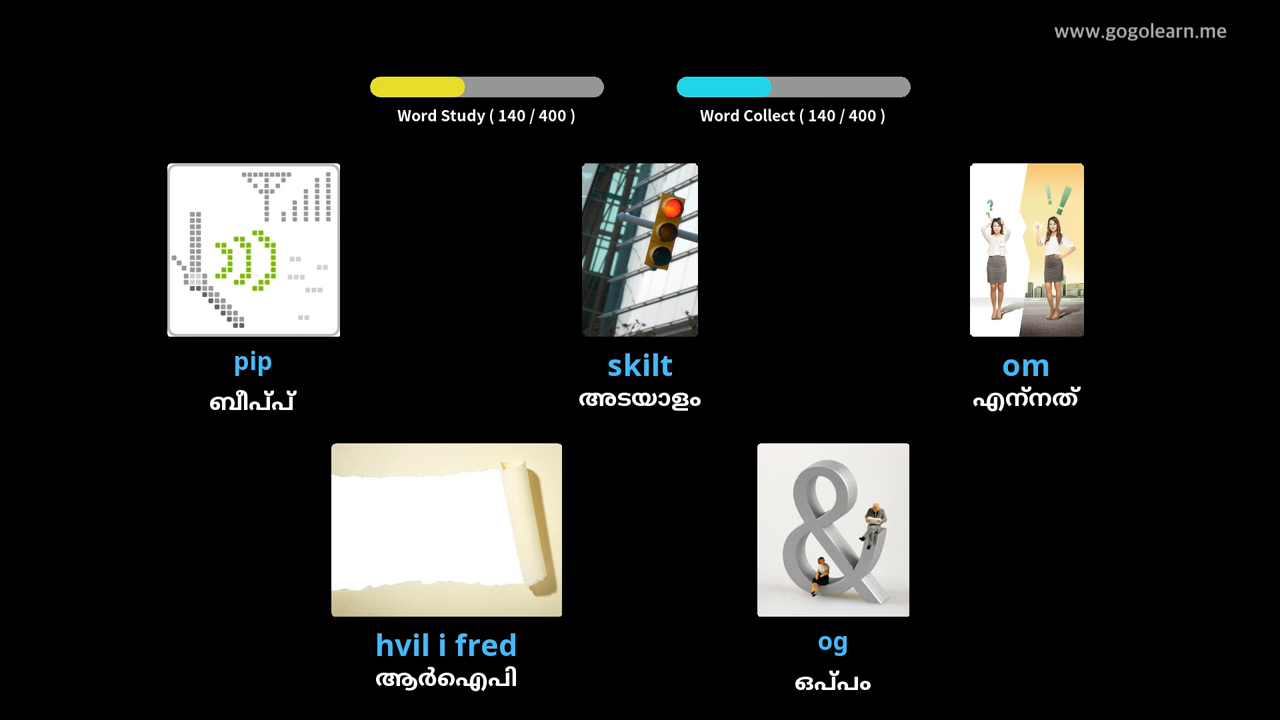 www.gogolearn.me
Word Study ( 140 / 400 )
Word Collect ( 140 / 400 )
pip
ബീപ്പ്
skilt
അടയാളം
om
എന്നത്
hvil i fred
ആർഐപി
og
ഒപ്പം